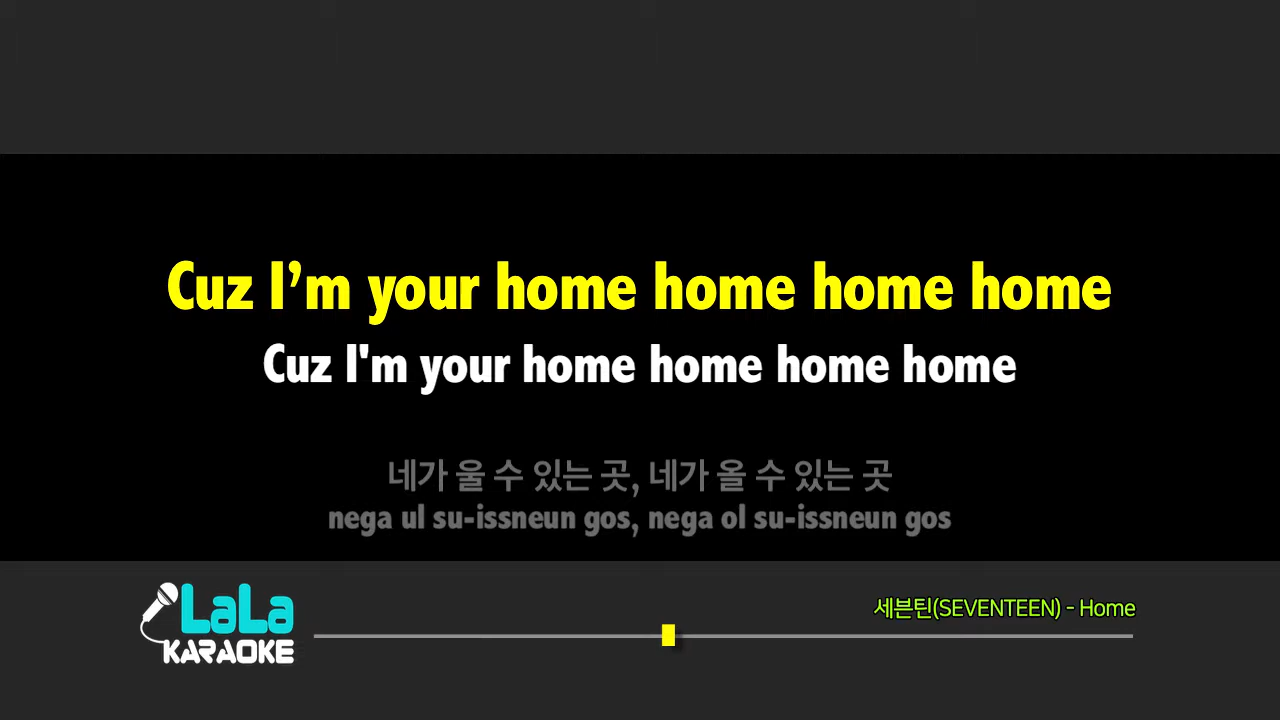 Cuz I’m your home home home home
Cuz I'm your home home home home
네가 울 수 있는 곳, 네가 올 수 있는 곳
nega ul su-issneun gos, nega ol su-issneun gos
세븐틴(SEVENTEEN) - Home
LaLa
KARAOKE